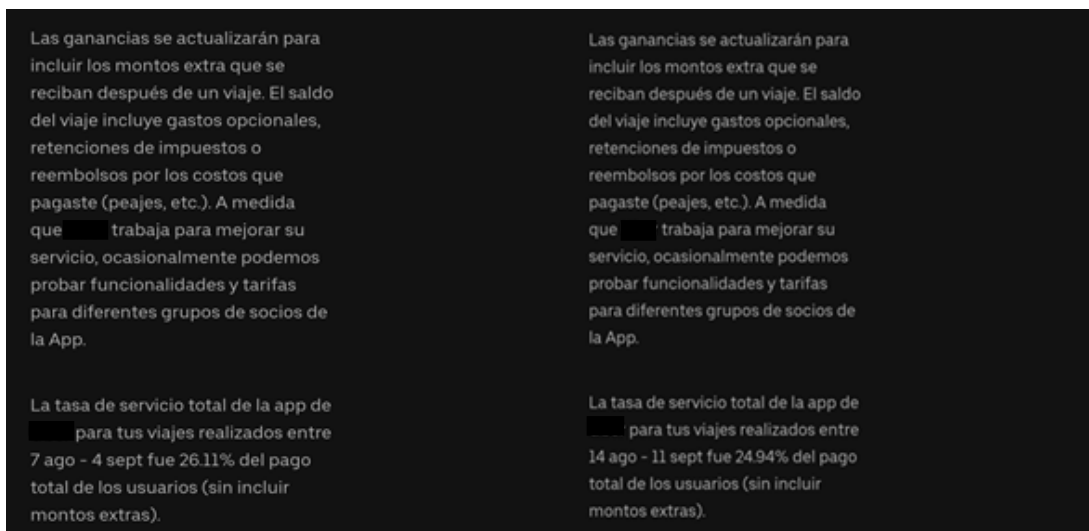 Las ganancias se actualizarán para
incluir los montos extra que se
reciban después de un viaje. El saldo
del viaje incluye gastos opcionales,
retenciones de impuestos o
reembolsos por los costos que
pagaste (peajes, etc.). A medida
que trabaja para mejorar su
servicio, ocasionalmente podemos
probar funcionalidades y tarifas
para diferentes grupos de socios de
la App.
La tasa de servicio total de la app de
para tus viajes realizados entre
7 ago - 4 sept fue 26.11% del pago
total de los usuarios (sin incluir
montos extras).
Las ganancias se actualizarán para
incluir los montos extra que se
reciban después de un viaje. El saldo
del viaje incluye gastos opcionales,
retenciones de impuestos o
reembolsos por los costos que
pagaste (peajes, etc.). A medida
que trabaja para mejorar su
servicio, ocasionalmente podemos
probar funcionalidades y tarifas
para diferentes grupos de socios de
la App.
La tasa de servicio total de la app de
para tus viajes realizados entre
14 ago - 11 sept fue 24.94% del pago
total de los usuarios (sin incluir
montos extras).